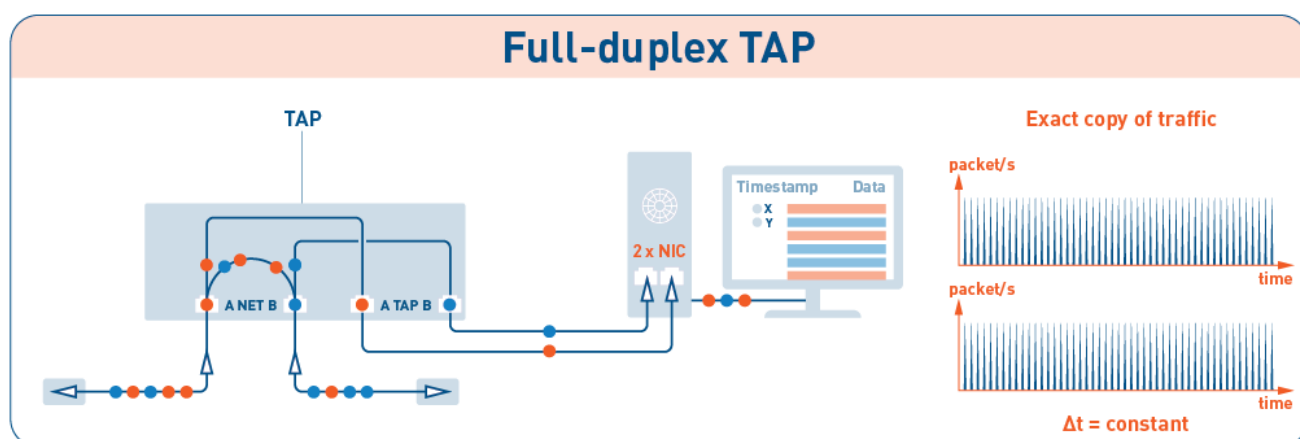 Full-duplex TAP
TAP
A NET B
A TAP B
2 x NIC
Timestamp Data
X
Y
Exact copy of traffic
packet/s
time
packet/s
time
Δt = constant